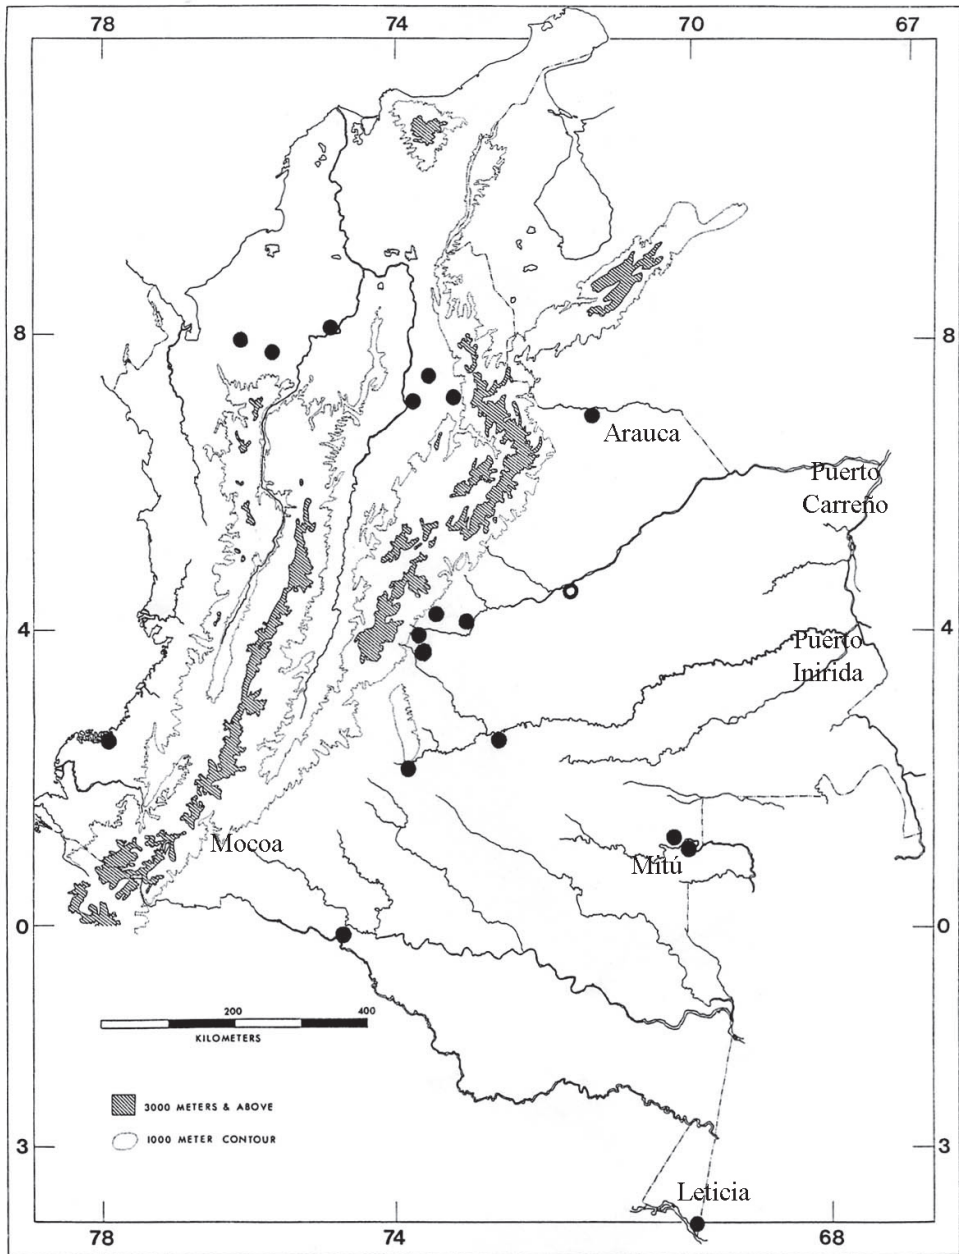 78 74 70 67
8 8
Arauca
Puerto
Carreño
4 4
Puerto
Inirida
Mocoa
Mitú
0 0
200 400
KILOMETERS
3000 METERS & ABOVE
1000 METER CONTOUR
3 3
Leticia
78 74 68